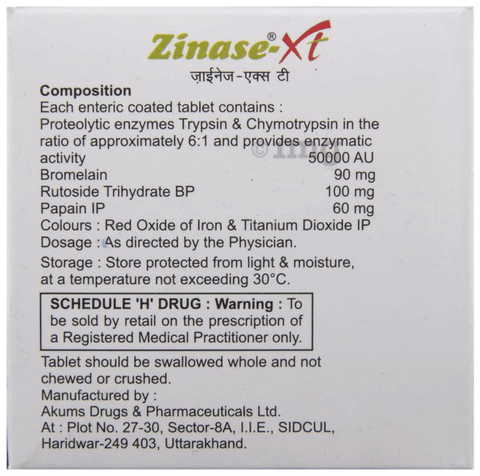 Zinase®-Xt
ज़ाईनेज-एक्स टी
Composition
Each enteric coated tablet contains :
Proteolytic enzymes Trypsin & Chymotrypsin in the
ratio of approximately 6:1 and provides enzymatic
activity 50000 AU
Bromelain 90 mg
Rutoside Trihydrate BP 100 mg
Papain IP 60 mg
Colours : Red Oxide of Iron & Titanium Dioxide IP
Dosage : As directed by the Physician.
Storage : Store protected from light & moisture,
at a temperature not exceeding 30°C.
SCHEDULE 'H' DRUG : Warning : To
be sold by retail on the prescription of
a Registered Medical Practitioner only.
Tablet should be swallowed whole and not
chewed or crushed.
Manufactured by :
Akums Drugs & Pharmaceuticals Ltd.
At : Plot No. 27-30, Sector-8A, I.I.E., SIDCUL,
Haridwar-249 403, Uttarakhand.